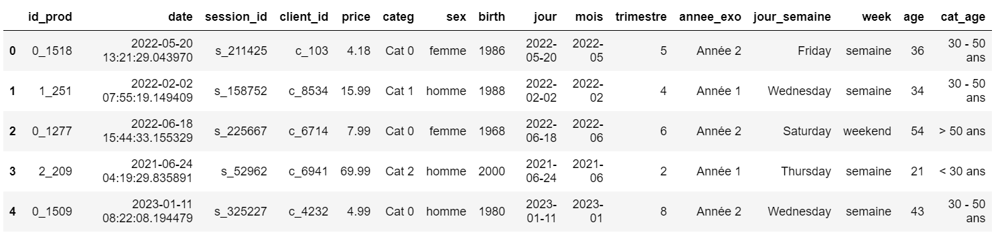 id_prod date session_id client_id price categ sex birth jour mois trimestre annee_exo jour_semaine week age cat_age
0 0_1518 2022-05-20 13:21:29.043970 s_211425 c_103 4.18 Cat 0 femme 1986 2022-05-20 2022-05 5 Année 2 Friday semaine 36 30 - 50 ans
1 1_251 2022-02-02 07:55:19.149409 s_158752 c_8534 15.99 Cat 1 homme 1988 2022-02-02 2022-02 4 Année 1 Wednesday semaine 34 30 - 50 ans
2 0_1277 2022-06-18 15:44:33.155329 s_225667 c_6714 7.99 Cat 0 femme 1968 2022-06-18 2022-06 6 Année 2 Saturday weekend 54 > 50 ans
3 2_209 2021-06-24 04:19:29.835891 s_52962 c_6941 69.99 Cat 2 homme 2000 2021-06-24 2021-06 2 Année 1 Thursday semaine 21 < 30 ans
4 0_1509 2023-01-11 08:22:08.194479 s_325227 c_4232 4.99 Cat 0 homme 1980 2023-01-11 2023-01 8 Année 2 Wednesday semaine 43 30 - 50 ans